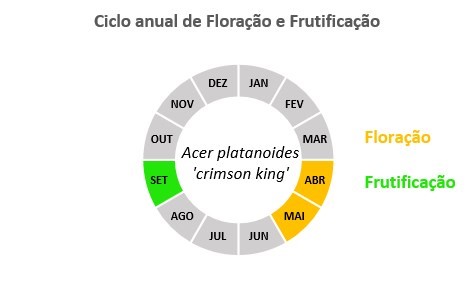 Ciclo anual de Floração e Frutificação
DEZ
JAN
NOV
FEV
OUT
MAR
Acer platanoides
'crimson king'
SET
ABR
AGO
MAI
JUL
JUN
Floração
Frutificação